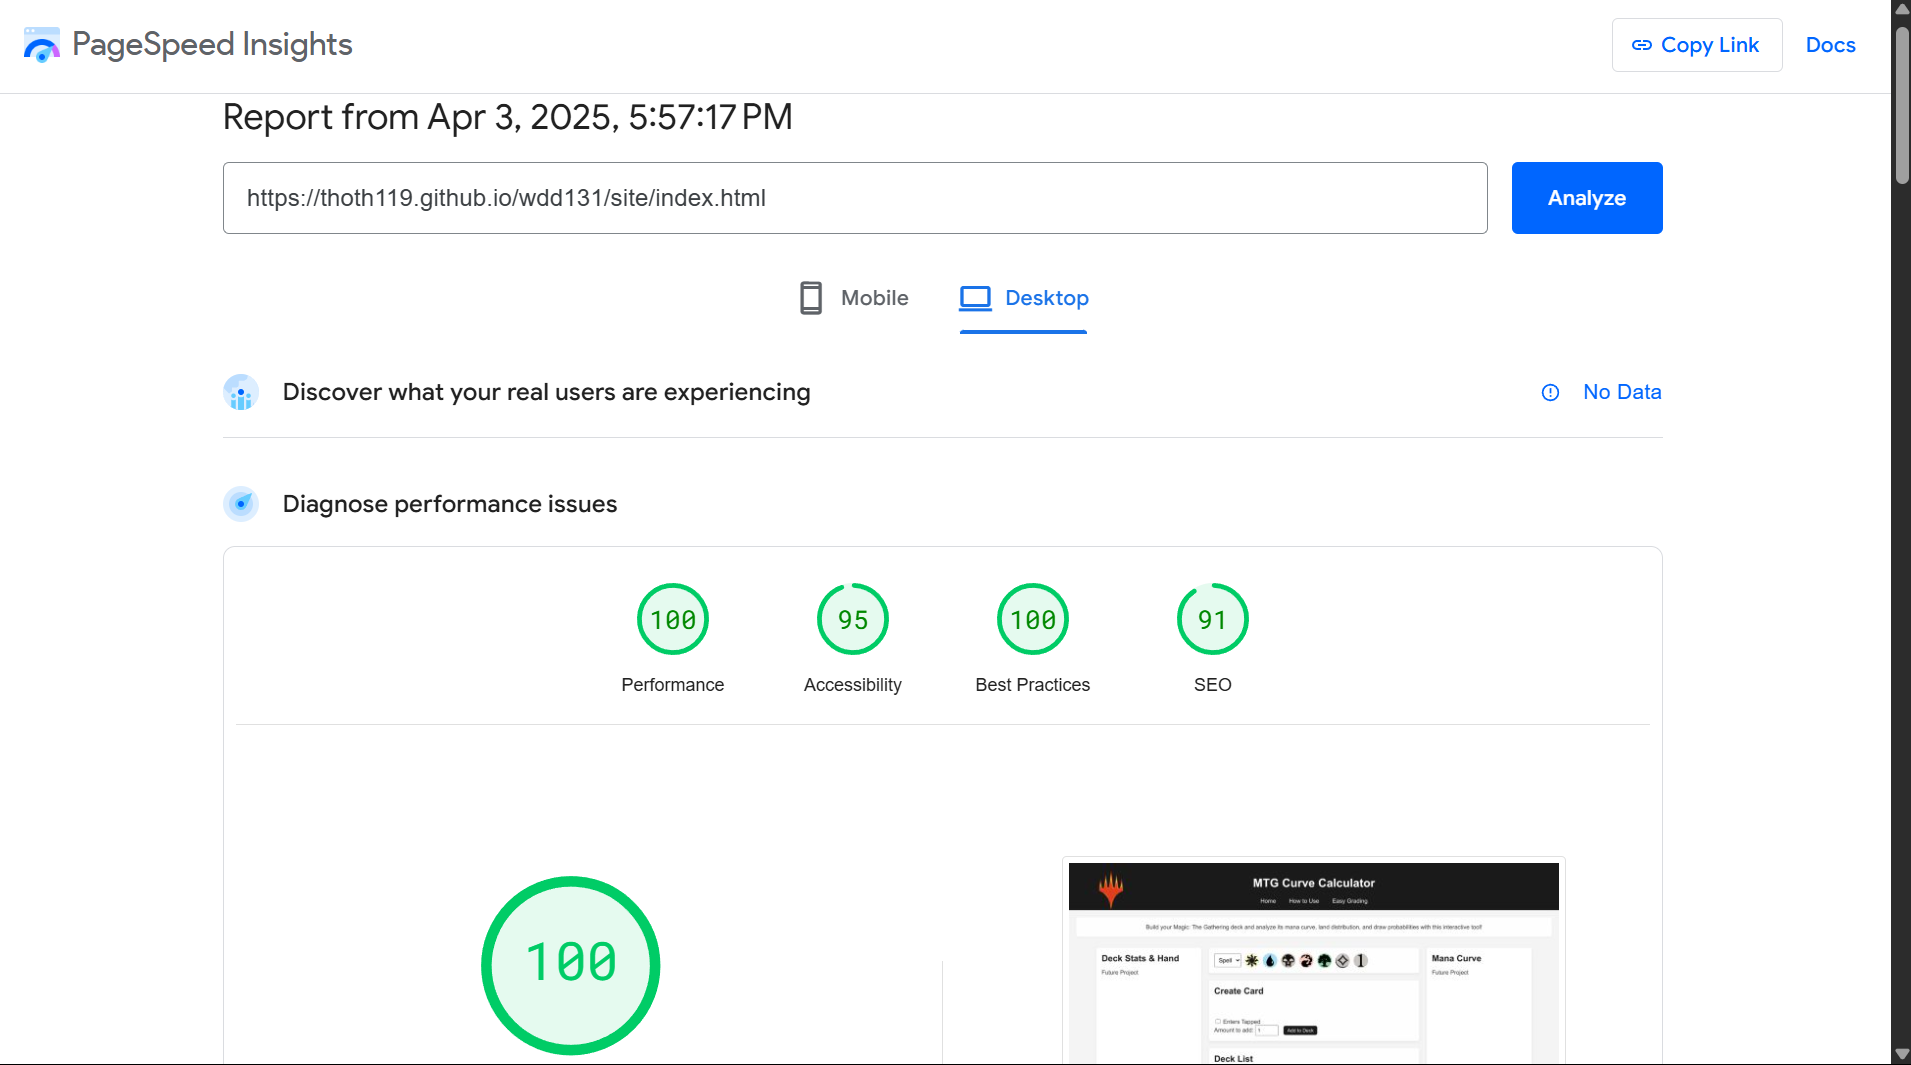 PageSpeed Insights
Copy Link
Docs
Report from Apr 3, 2025, 5:57:17 PM
https://thoth119.github.io/wdd131/site/index.html
Analyze
Mobile
Desktop
Discover what your real users are experiencing
No Data
Diagnose performance issues
100
95
100
91
Performance
Accessibility
Best Practices
SEO
100
MTG Curve Calculator
Home How to Use Easy Grading
Build your Magic: The Gathering deck and analyze its mana curve, land distribution, and draw probabilities with this interactive tool!
Deck Stats & Hand
Future Project
Spell
1
Mana Curve
Future Project
Create Card
Enters Tapped
Amount to add: 1 Add to Deck
Deck List